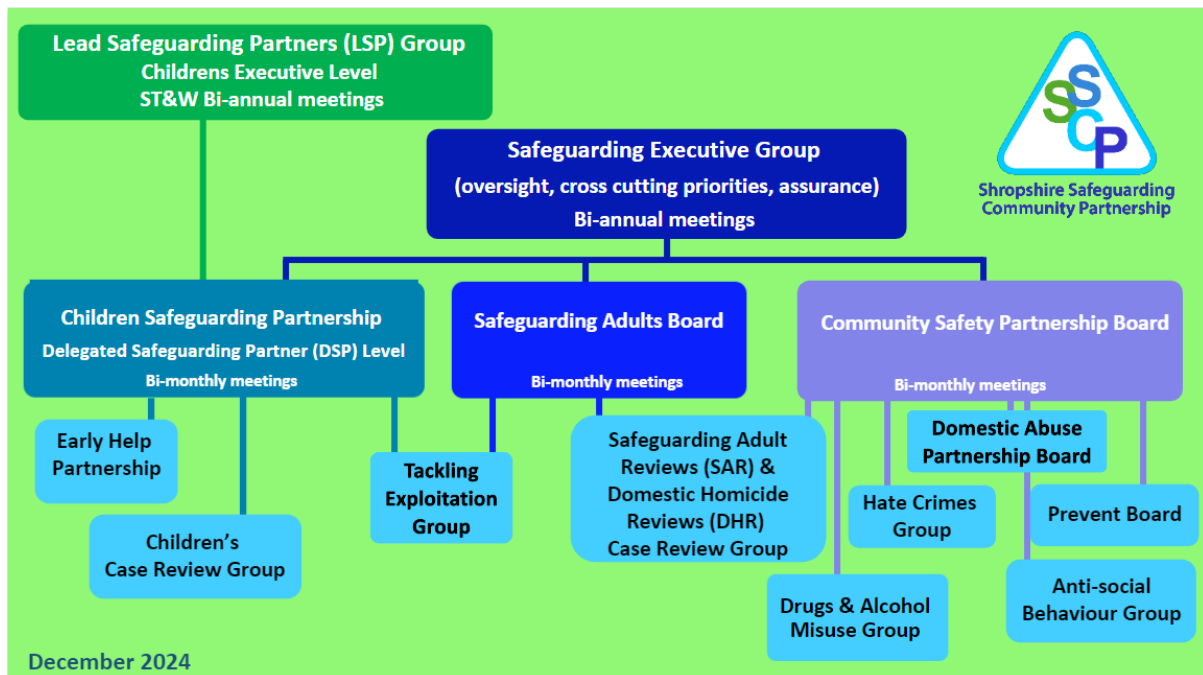 Lead Safeguarding Partners (LSP) Group
Childrens Executive Level
ST&W Bi-annual meetings
S
S
C
P
Shropshire Safeguarding
Community Partnership
Safeguarding Executive Group
(oversight, cross cutting priorities, assurance)
Bi-annual meetings
Children Safeguarding Partnership
Delegated Safeguarding Partner (DSP) Level
Bi-monthly meetings
Safeguarding Adults Board
Bi-monthly meetings
Community Safety Partnership Board
Bi-monthly meetings
Early Help
Partnership
Children's
Case Review Group
Tackling
Exploitation
Group
Safeguarding Adult
Reviews (SAR) &
Domestic Homicide
Reviews (DHR)
Case Review Group
Drugs & Alcohol
Misuse Group
Hate Crimes
Group
Domestic Abuse
Partnership Board
Prevent Board
Anti-social
Behaviour Group
December 2024